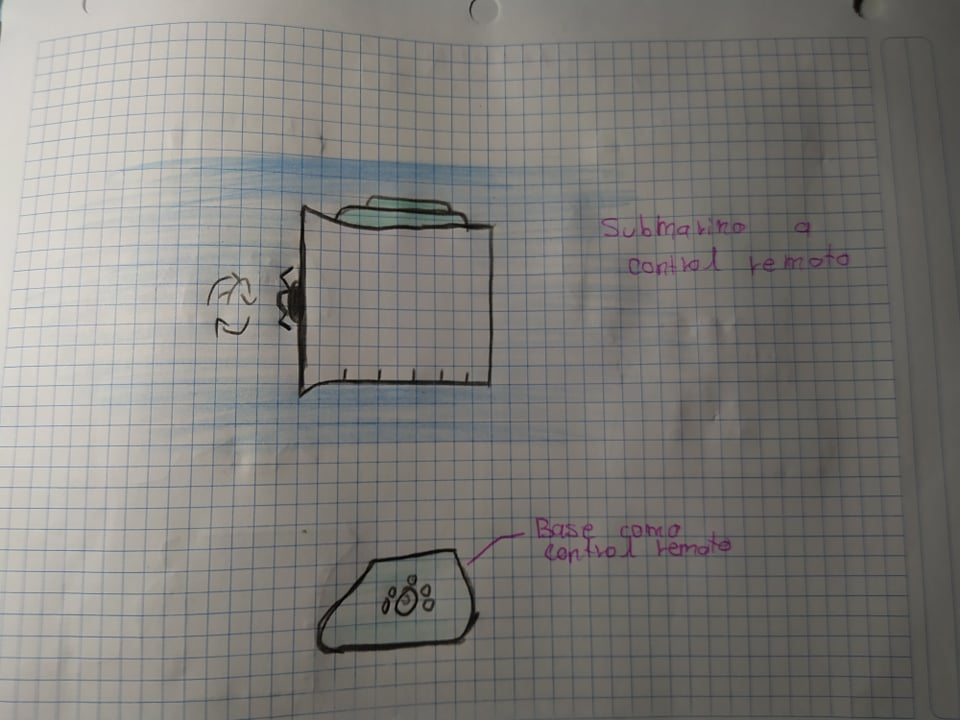 Submarino a
control remoto
Base como
control remoto